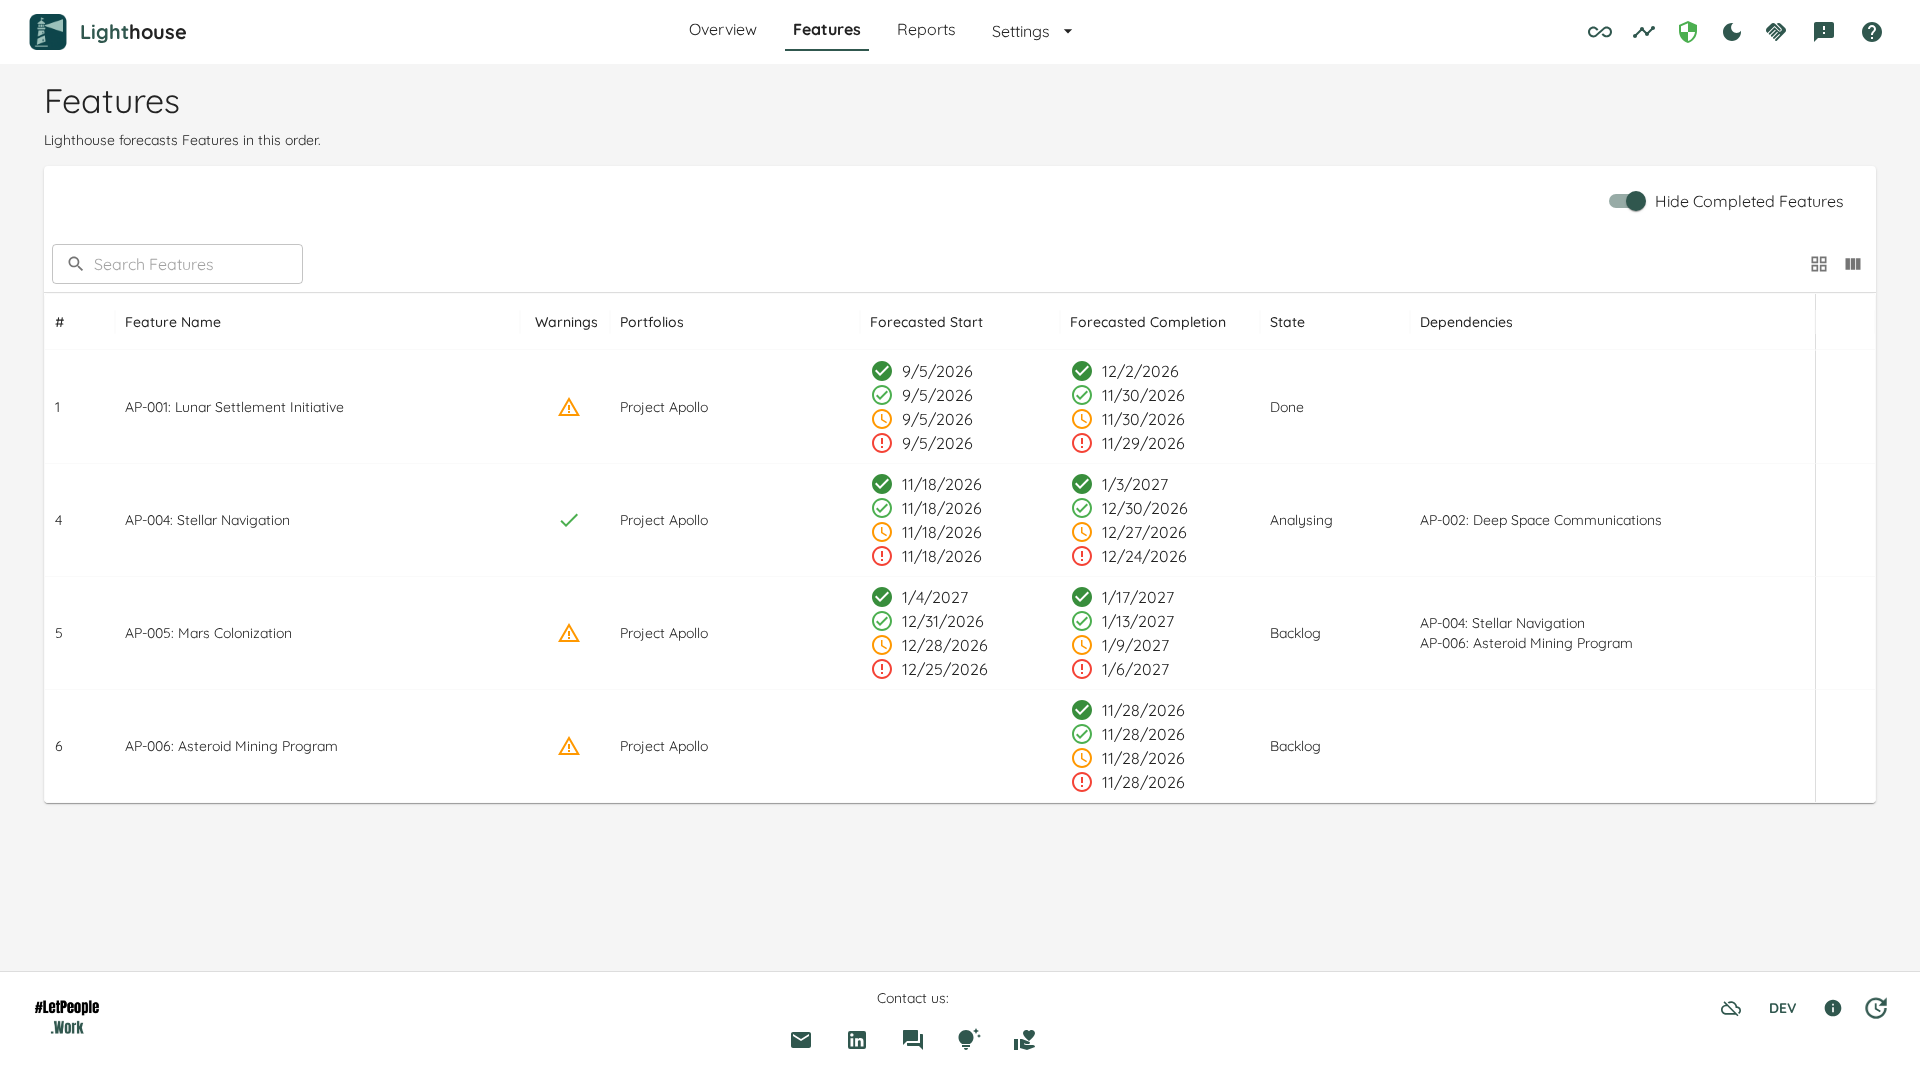 Lighthouse
Overview
Features
Reports
Settings
Features
Lighthouse forecasts Features in this order.
Hide Completed Features
Search Features
# Feature Name Warnings Portfolios Forecasted Start Forecasted Completion State Dependencies
1 AP-001: Lunar Settlement Initiative Project Apollo Done
9/5/2026 12/2/2026
9/5/2026 11/30/2026
9/5/2026 11/30/2026
9/5/2026 11/29/2026
4 AP-004: Stellar Navigation Project Apollo Analysing AP-002: Deep Space Communications
11/18/2026 1/3/2027
11/18/2026 12/30/2026
11/18/2026 12/27/2026
11/18/2026 12/24/2026
5 AP-005: Mars Colonization Project Apollo Backlog
1/4/2027 1/17/2027
12/31/2026 1/13/2027
12/28/2026 1/9/2027
12/25/2026 1/6/2027
AP-004: Stellar Navigation
AP-006: Asteroid Mining Program
6 AP-006: Asteroid Mining Program Project Apollo Backlog
11/28/2026
11/28/2026
11/28/2026
11/28/2026
#LetPeople
.Work
Contact us:
DEV